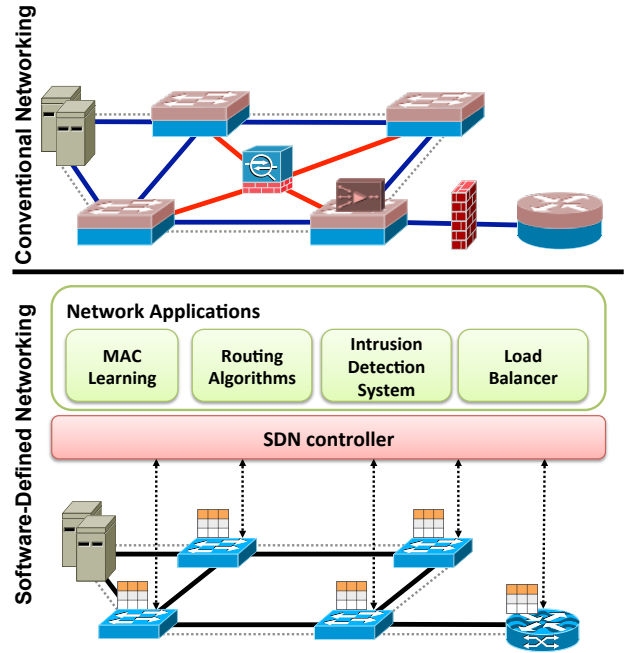 Conventional Networking
Software-Defined Networking
Network Applications
MAC
Learning
Routing
Algorithms
Intrusion
Detection
System
Load
Balancer
SDN controller